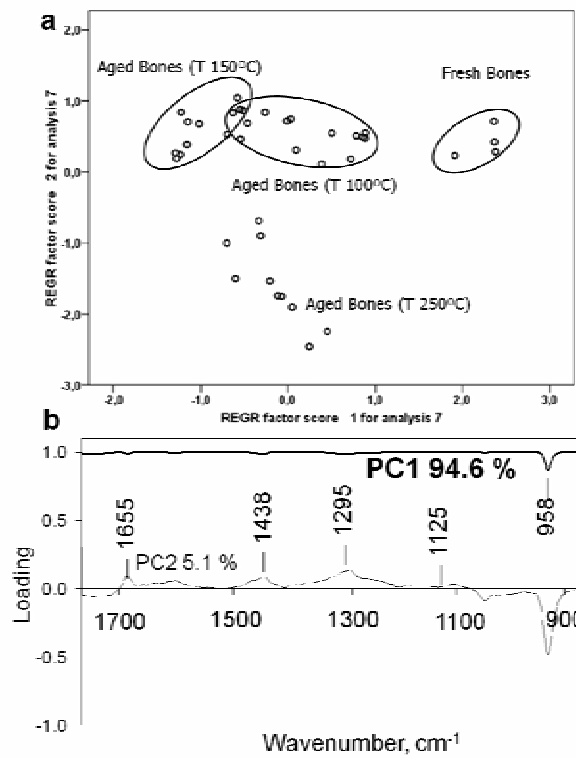 a
2,0
Aged Bones (T 150ºC)
Fresh Bones
1,0
0,0
Aged Bones (T 100ºC)
-1,0
Aged Bones (T 250ºC)
-2,0
-3,0
REGR factor score 2 for analysis 7
-2,0 -1,0 0,0 1,0 2,0 3,0
REGR factor score 1 for analysis 7
b
1.0
PC1 94.6 %
1655 1438 1295 1125 958
0.5
PC2 5.1 %
Loading
0.0
1700 1500 1300 1100 900
-0.5
-1.0
Wavenumber, cm-1